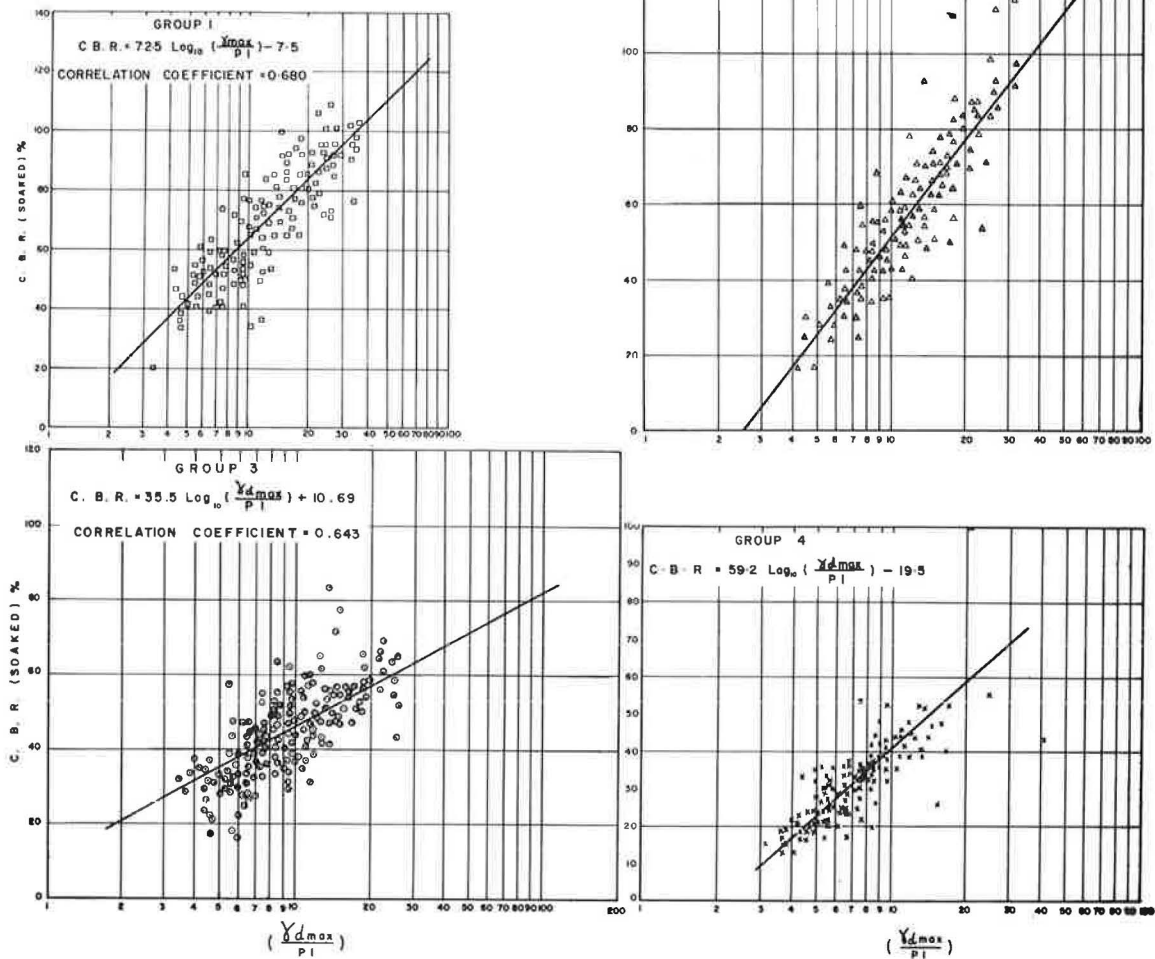 GROUP 1
C.B.R. = 72.5 Log₁₀ (γmax/PI) - 7.5
CORRELATION COEFFICIENT = 0.680
C. B. R. (SOAKED) %
140
120
100
80
60
40
20
0
1 2 3 4 5 6 7 8 9 10 20 30 40 50 60 70 80 90 100
100
80
60
40
20
0
1 2 3 4 5 6 7 8 9 10 20 30 40 50 60 70 80 90 100
GROUP 3
C. B. R. = 35.5 Log₁₀ (γdmax/PI) + 10.69
CORRELATION COEFFICIENT = 0.643
C. B. R. (SOAKED) %
120
100
80
60
40
20
0
1 2 3 4 5 6 7 8 9 10 20 30 40 50 60 70 80 90 100 200
(γdmax/PI)
GROUP 4
C-B-R = 59.2 Log₁₀ (γdmax/PI) - 19.5
100
90
80
70
60
50
40
30
20
10
0
1 2 3 4 5 6 7 8 9 10 20 30 40 50 60 70 80 90 100
(γdmax/PI)